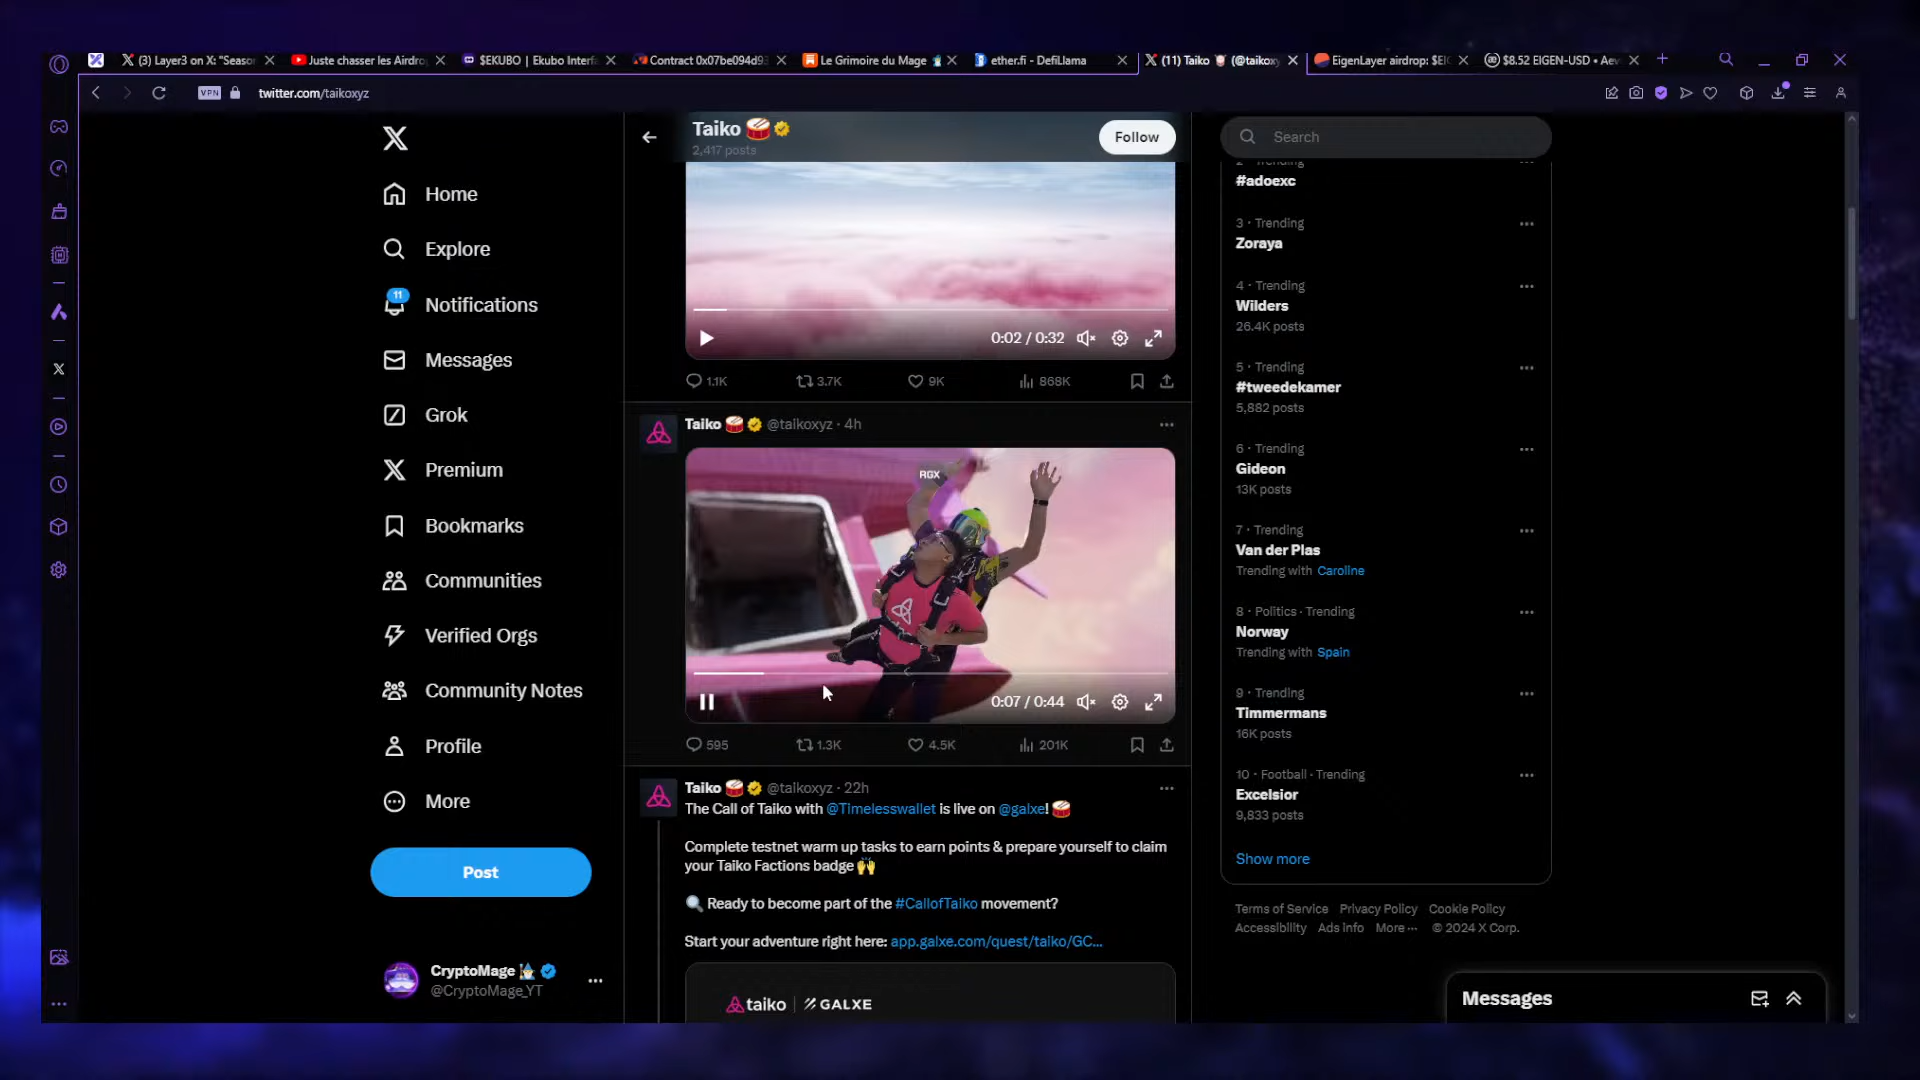 (3) Layer3 on X: "Seaso
Juste chasser les Airdro
$EKUBO | Ekubo Interf
Contract 0x07be094d93
Le Grimoire du Mage
ether.fi - DefiLlama
(11) Taiko 🥁 (@taikoxy
EigenLayer airdrop: $EIG
$8.52 EIGEN-USD • Aev
VPN
twitter.com/taikoxyz
Home
Explore
11
Notifications
Messages
Grok
Premium
Bookmarks
Communities
Verified Orgs
Community Notes
Profile
More
Post
CryptoMage
@CryptoMage_YT
Taiko 🥁
2,417 posts
Follow
0:02 / 0:32
1.1K 3.7K 9K 868K
Taiko 🥁 @taikoxyz · 4h
RGX
0:07 / 0:44
595 1.3K 4.5K 201K
Taiko 🥁 @taikoxyz · 22h
The Call of Taiko with @Timelesswallet is live on @galxe! 🥁
Complete testnet warm up tasks to earn points & prepare yourself to claim
your Taiko Factions badge 🙌
🔍 Ready to become part of the #CallofTaiko movement?
Start your adventure right here: app.galxe.com/quest/taiko/GC...
taiko | GALXE
Search
2 · Trending
#adoexc
3 · Trending
Zoraya
4 · Trending
Wilders
26.4K posts
5 · Trending
#tweedekamer
5,882 posts
6 · Trending
Gideon
13K posts
7 · Trending
Van der Plas
Trending with Caroline
8 · Politics · Trending
Norway
Trending with Spain
9 · Trending
Timmermans
16K posts
10 · Football · Trending
Excelsior
9,833 posts
Show more
Terms of Service Privacy Policy Cookie Policy
Accessibility Ads info More ··· © 2024 X Corp.
Messages